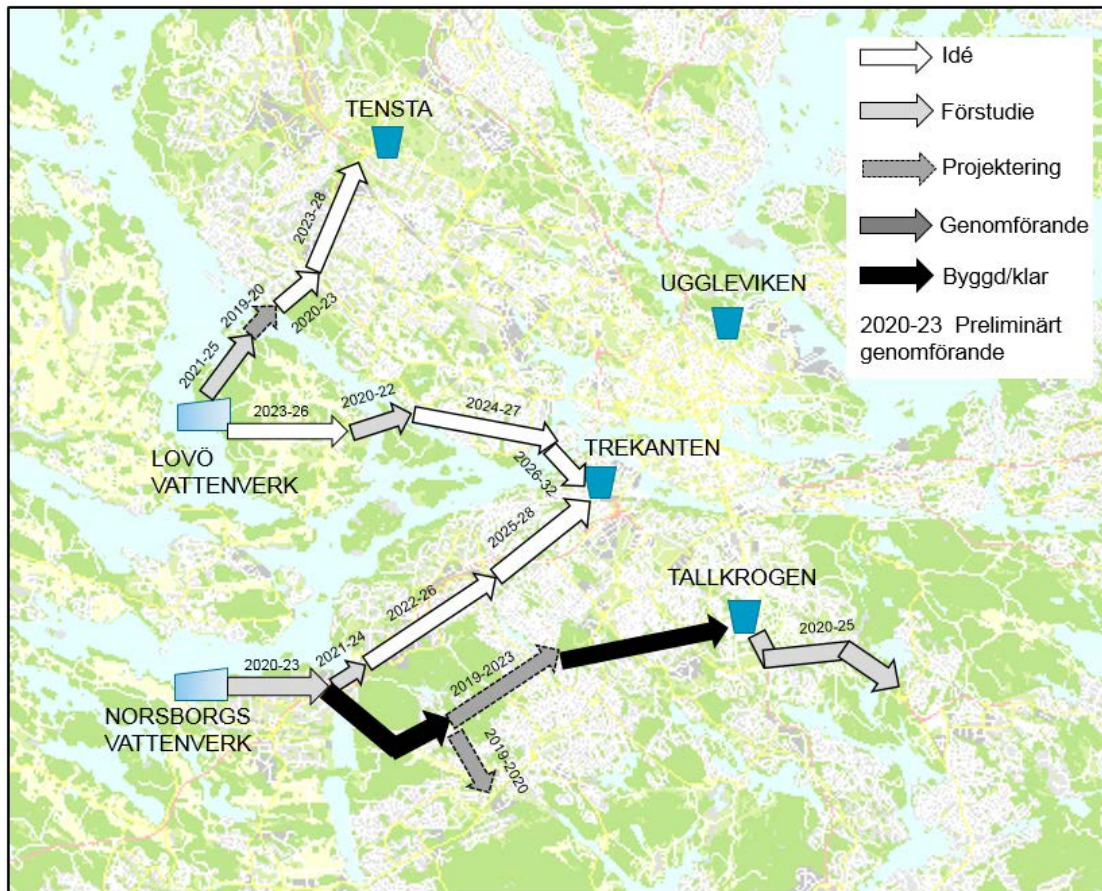 TENSTA
2023-28
2019-20
2020-23
2021-25
LOVÖ
VATTENVERK
2023-26
2020-22
2024-27
2026-32
UGGLEVIKEN
TREKANTEN
2025-28
2022-26
2021-24
2020-23
NORSBORGS
VATTENVERK
2019-2023
2019-2020
TALLKROGEN
2020-25
Idé
Förstudie
Projektering
Genomförande
Byggd/klar
2020-23 Preliminärt
genomförande